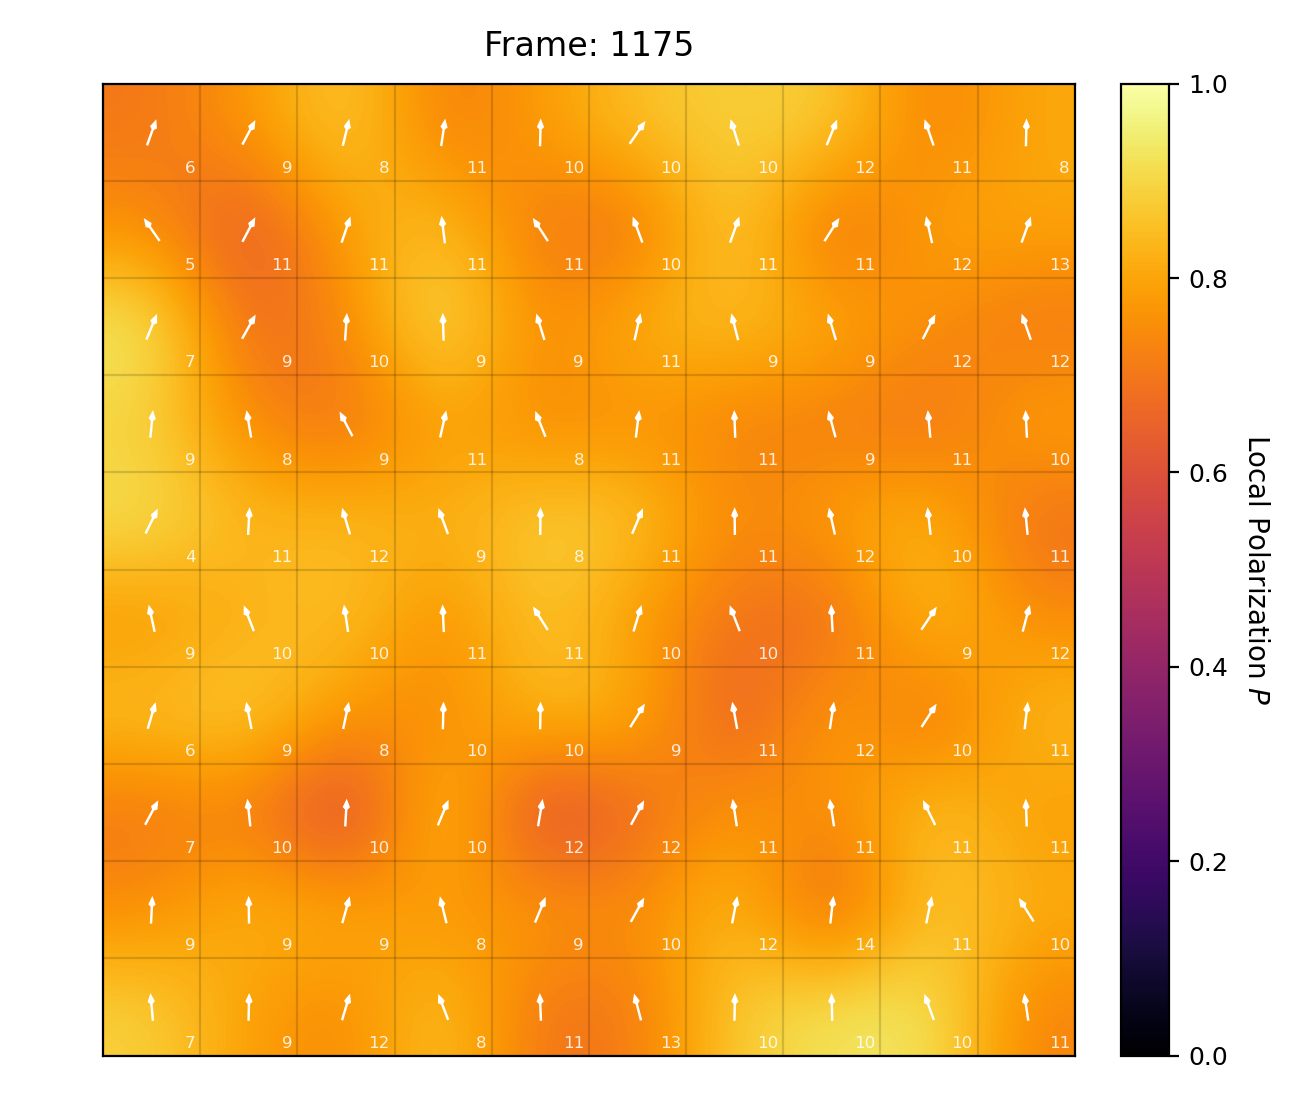 Frame: 1175
6 9 8 11 10 10 10 12 11 8
5 11 11 11 11 10 11 11 12 13
7 9 10 9 9 11 9 9 12 12
9 8 9 11 8 11 11 9 11 10
4 11 12 9 8 11 11 12 10 11
9 10 10 11 11 10 10 11 9 12
6 9 8 10 10 9 11 12 10 11
7 10 10 10 12 12 11 11 11 11
9 9 9 8 9 10 12 14 11 10
7 9 12 8 11 13 10 10 10 11
1.0
0.8
0.6
0.4
0.2
0.0
Local Polarization P